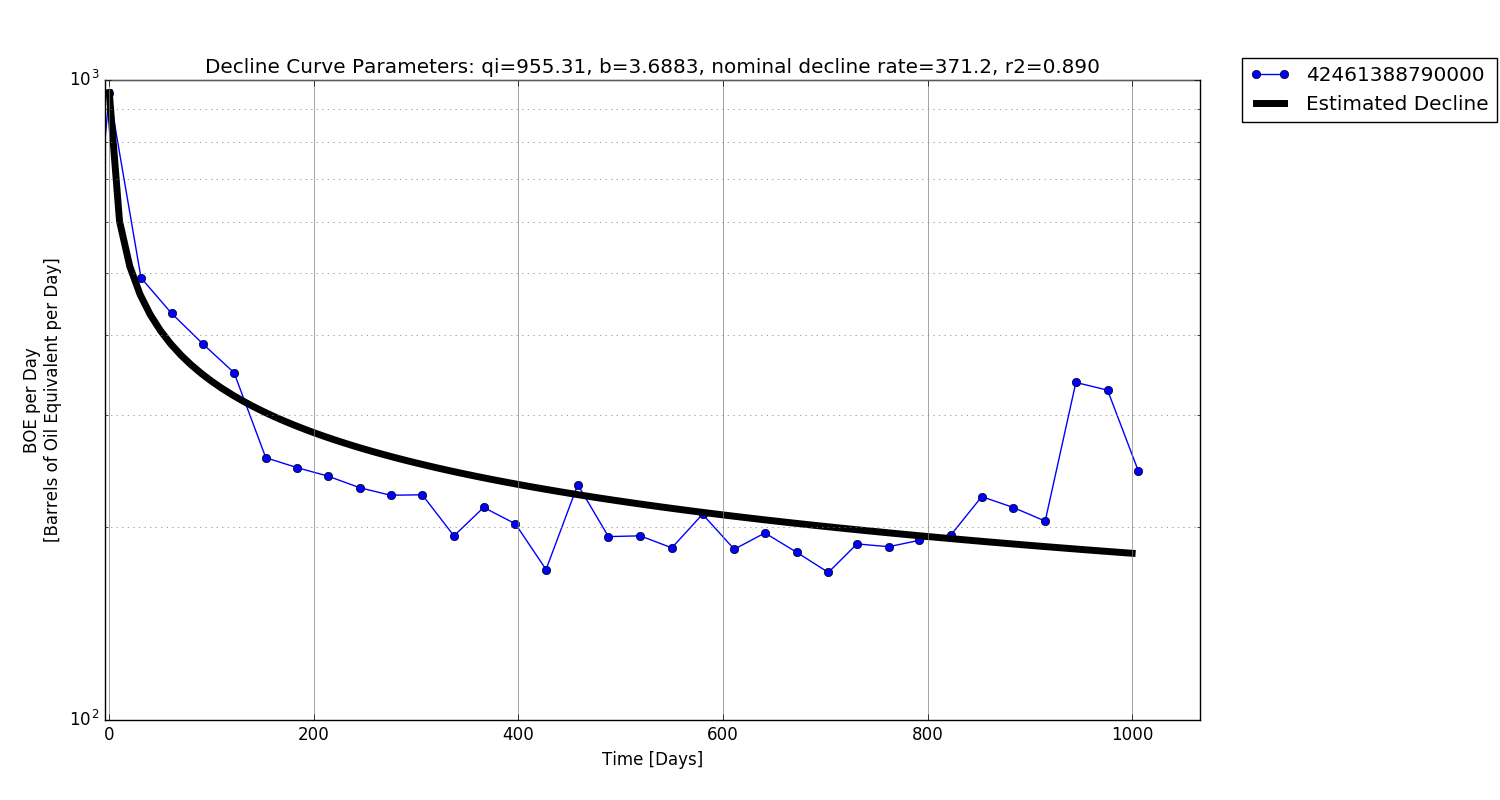 Decline Curve Parameters: qi=955.31, b=3.6883, nominal decline rate=371.2, r2=0.890
42461388790000
Estimated Decline
10^3
10^2
BOE per Day
[Barrels of Oil Equivalent per Day]
0 200 400 600 800 1000
Time [Days]